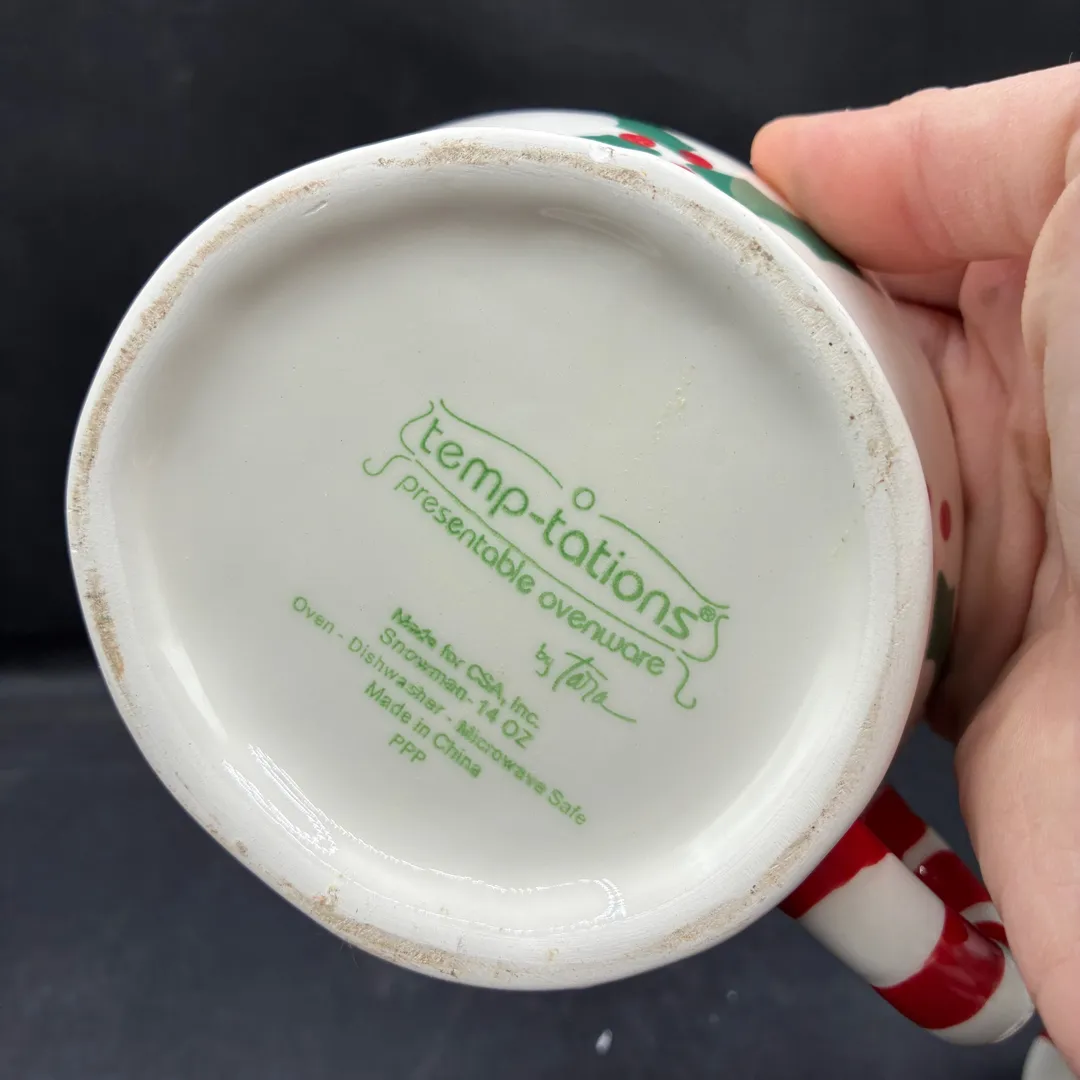 temp-tations®
presentable ovenware
by Tara
Made for CSA, Inc.
Snowman- 14 OZ
Oven - Dishwasher - Microwave Safe
Made in China
PPP